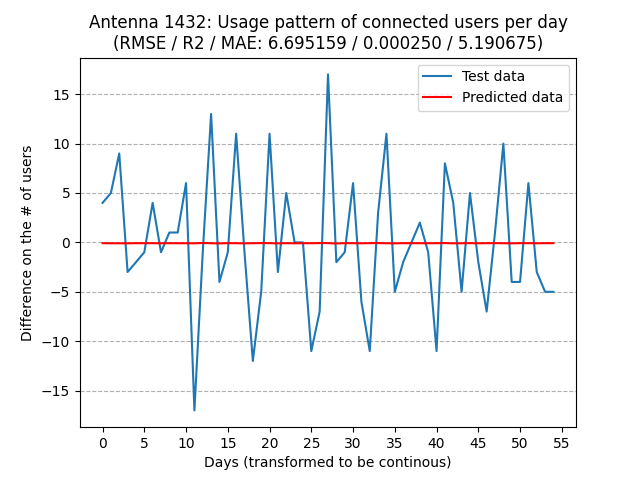 Antenna 1432: Usage pattern of connected users per day
(RMSE / R2 / MAE: 6.695159 / 0.000250 / 5.190675)
Test data
Predicted data
Difference on the # of users
15
10
5
0
−5
−10
−15
0 5 10 15 20 25 30 35 40 45 50 55
Days (transformed to be continous)